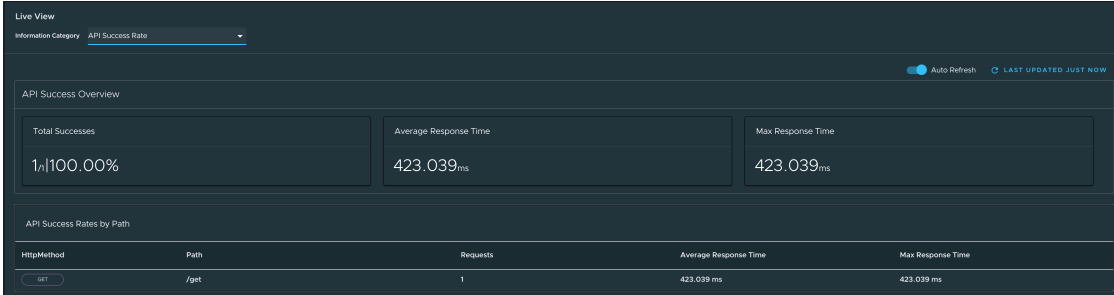 Live View
Information Category API Success Rate
Auto Refresh LAST UPDATED JUST NOW
API Success Overview
Total Successes Average Response Time Max Response Time
1/1|100.00% 423.039ms 423.039ms
API Success Rates by Path
HttpMethod Path Requests Average Response Time Max Response Time
GET /get 1 423.039 ms 423.039 ms